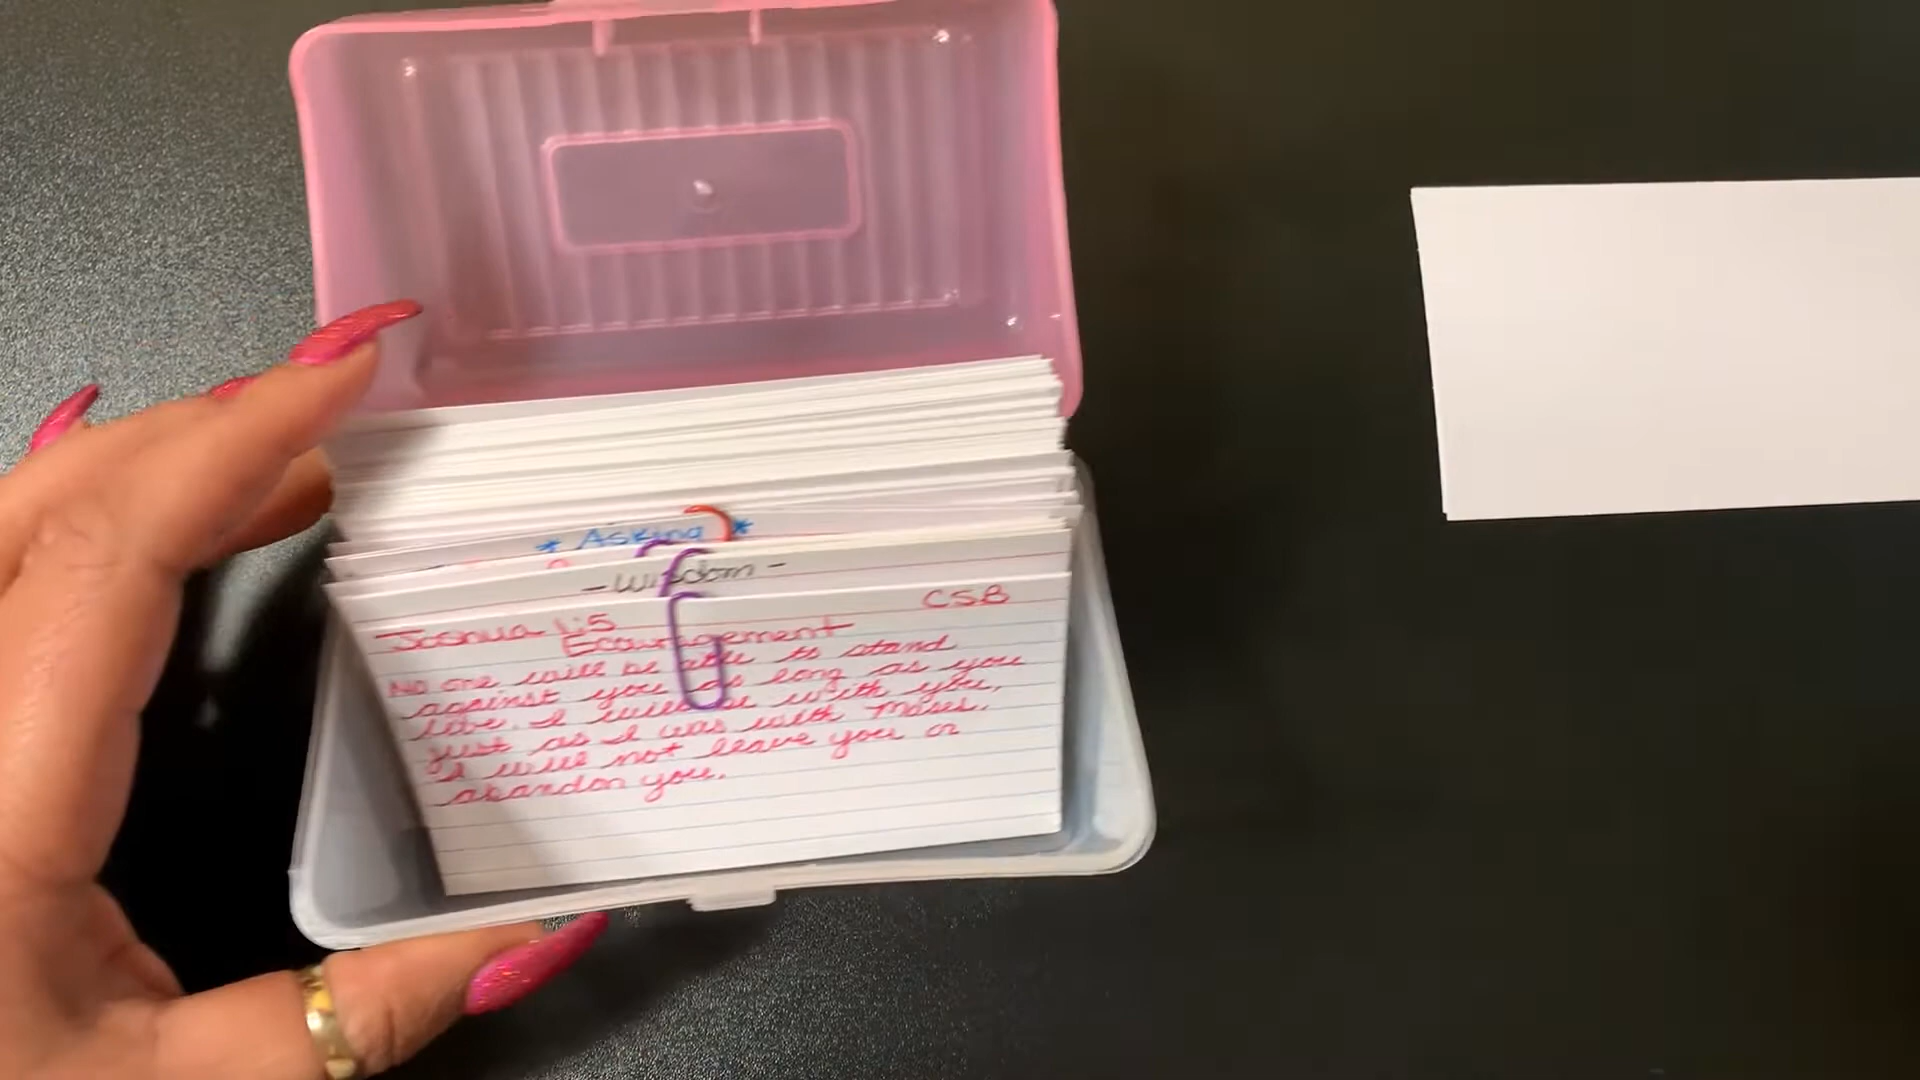 * Asking *
- Wisdom -
CSB
Joshua 1:5
Ecouragement
No one will be able to stand
against you as long as you
live. I will be with you,
just as I was with Moses.
I will not leave you or
abandon you.